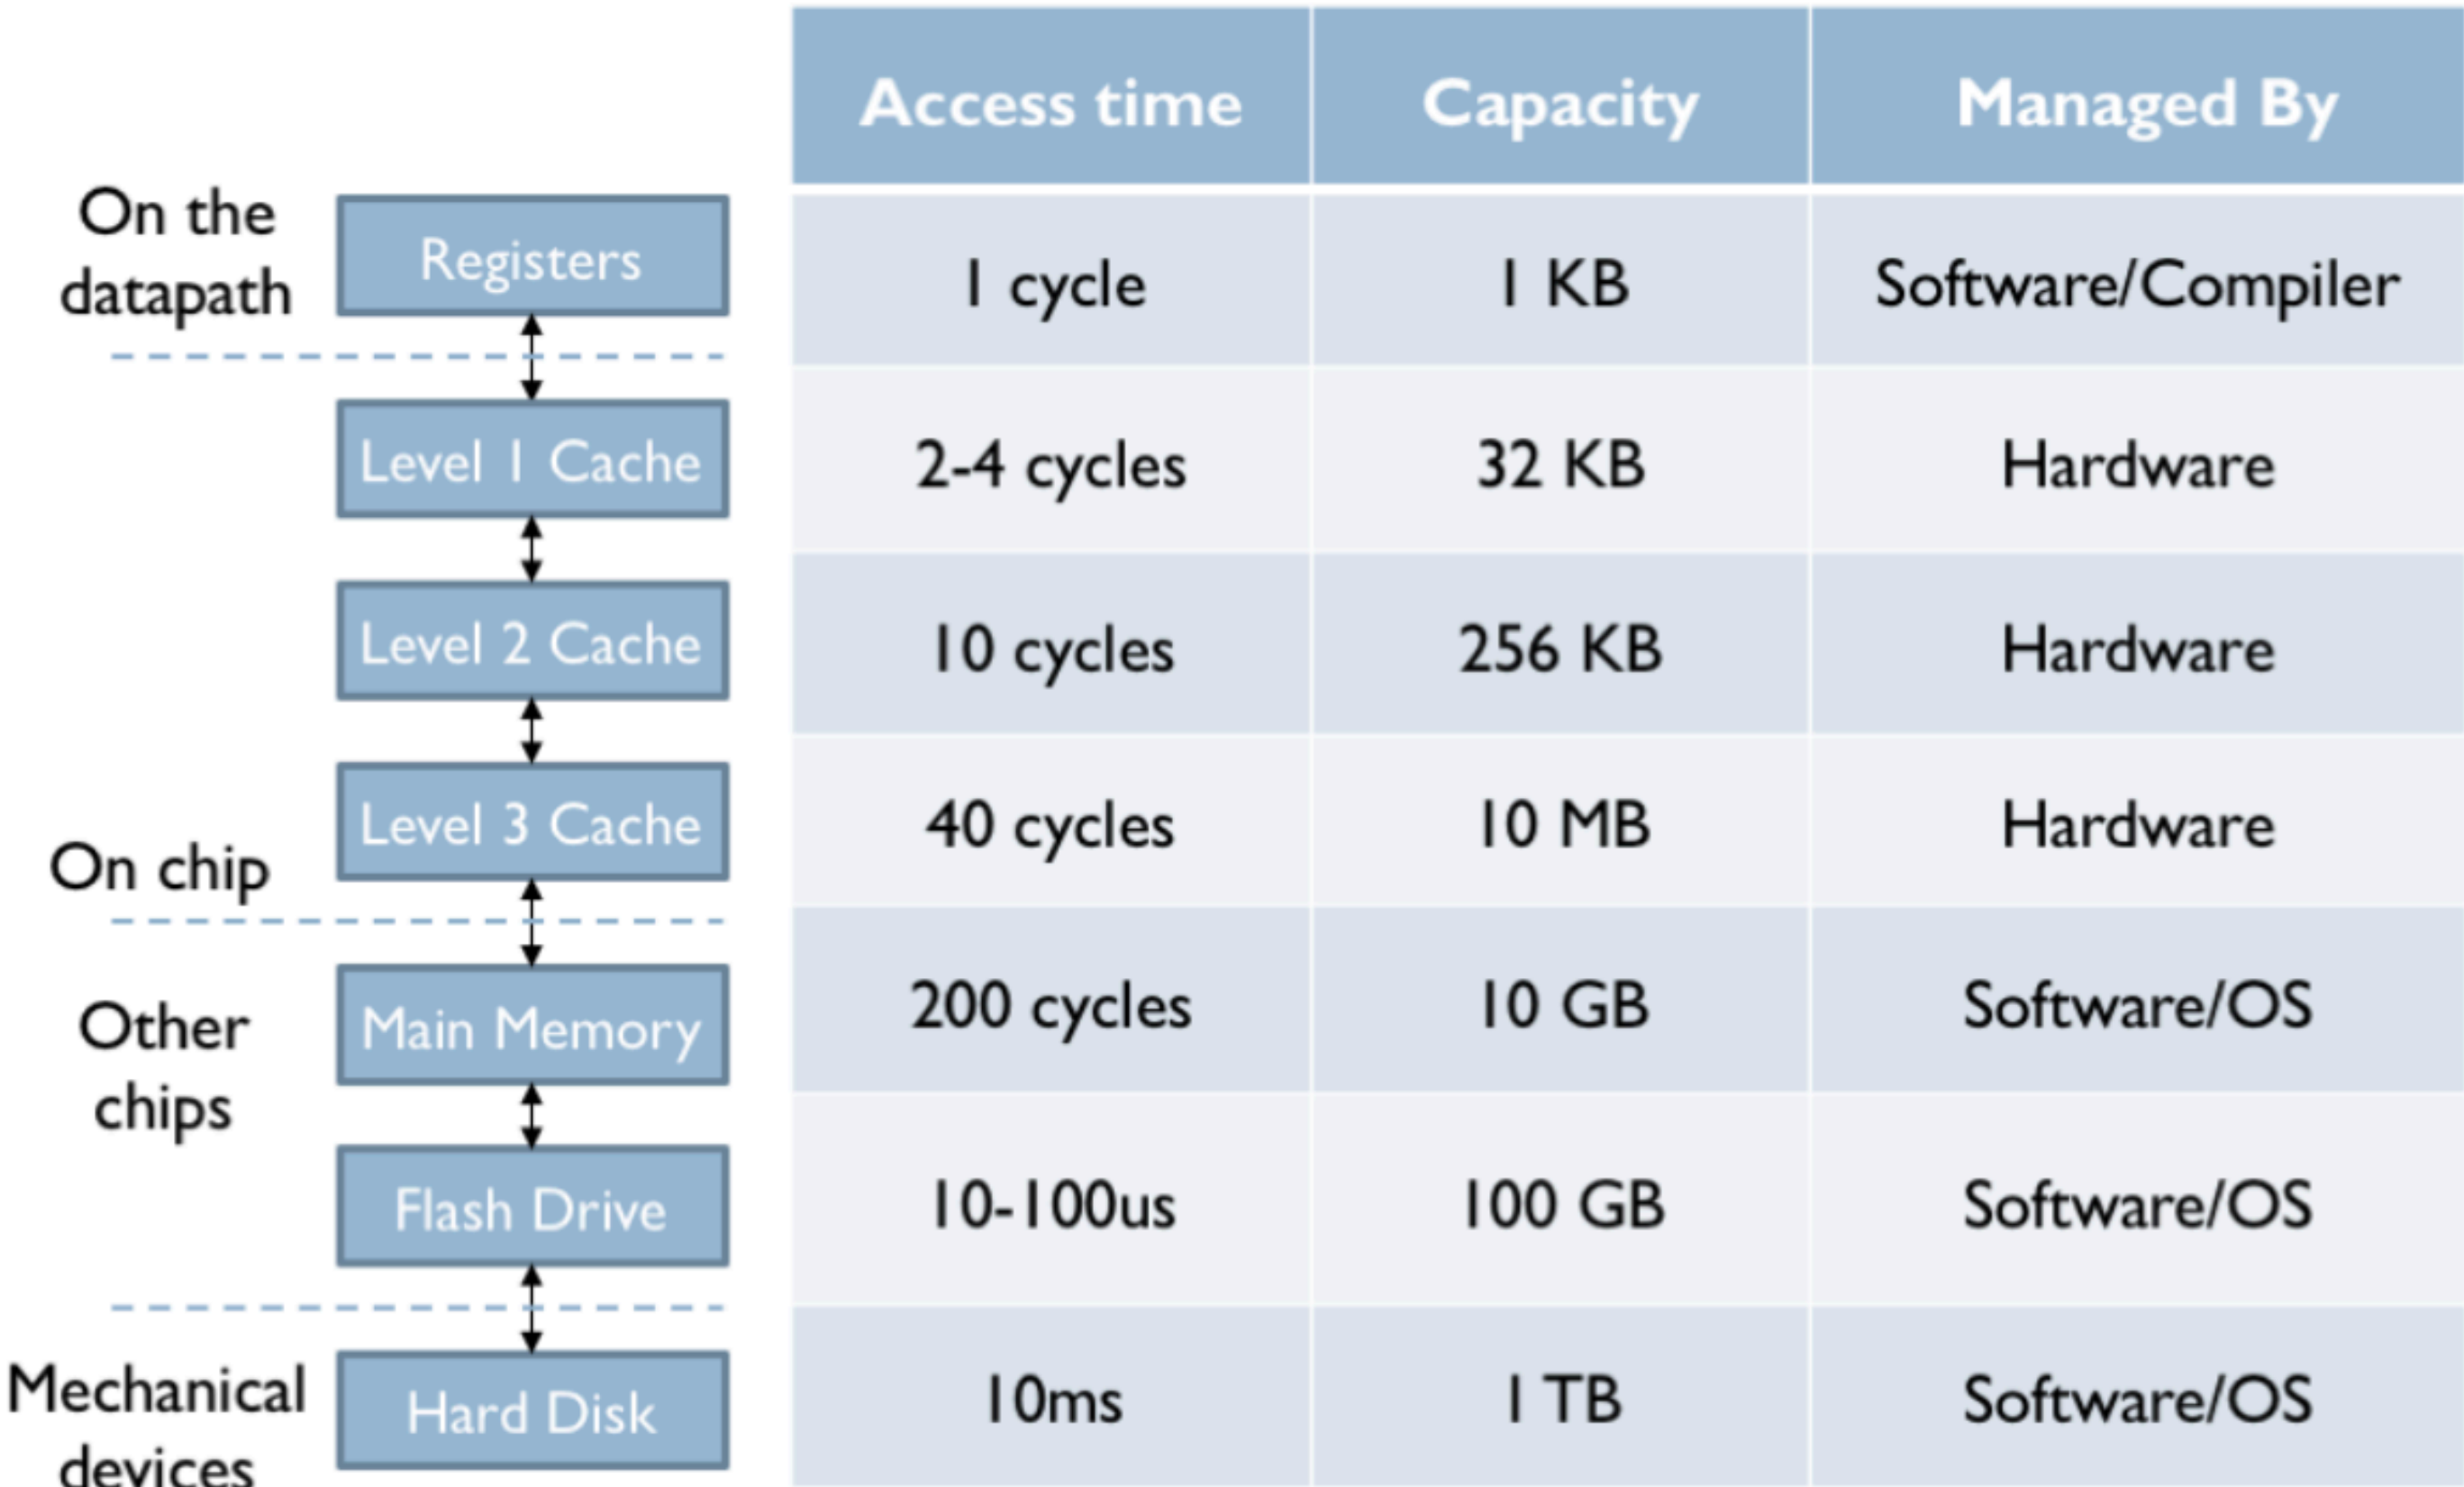 Access time Capacity Managed By
On the
datapath
Registers 1 cycle 1 KB Software/Compiler
Level 1 Cache 2-4 cycles 32 KB Hardware
Level 2 Cache 10 cycles 256 KB Hardware
Level 3 Cache 40 cycles 10 MB Hardware
On chip
Main Memory 200 cycles 10 GB Software/OS
Other
chips
Flash Drive 10-100us 100 GB Software/OS
Hard Disk 10ms 1 TB Software/OS
Mechanical
devices